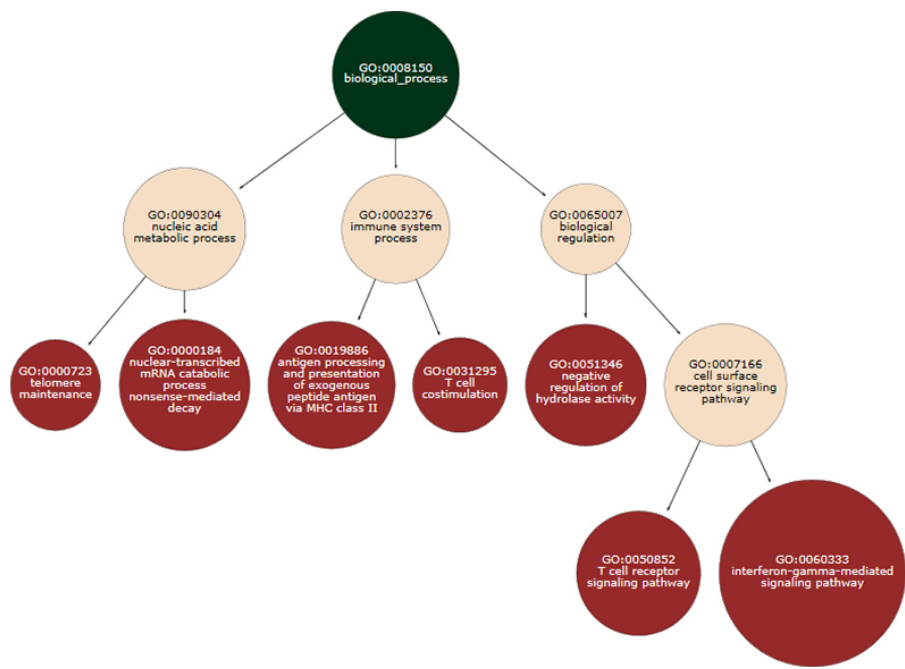 GO:0008150
biological_process
GO:0090304
nucleic acid
metabolic process
GO:0002376
immune system
process
GO:0065007
biological
regulation
GO:0000723
telomere
maintenance
GO:0000184
nuclear-transcribed
mRNA catabolic
process
nonsense-mediated
decay
GO:0019886
antigen processing
and presentation
of exogenous
peptide antigen
via MHC class II
GO:0031295
T cell
costimulation
GO:0051346
negative
regulation of
hydrolase activity
GO:0007166
cell surface
receptor signaling
pathway
GO:0050852
T cell receptor
signaling pathway
GO:0060333
interferon-gamma-mediated
signaling pathway